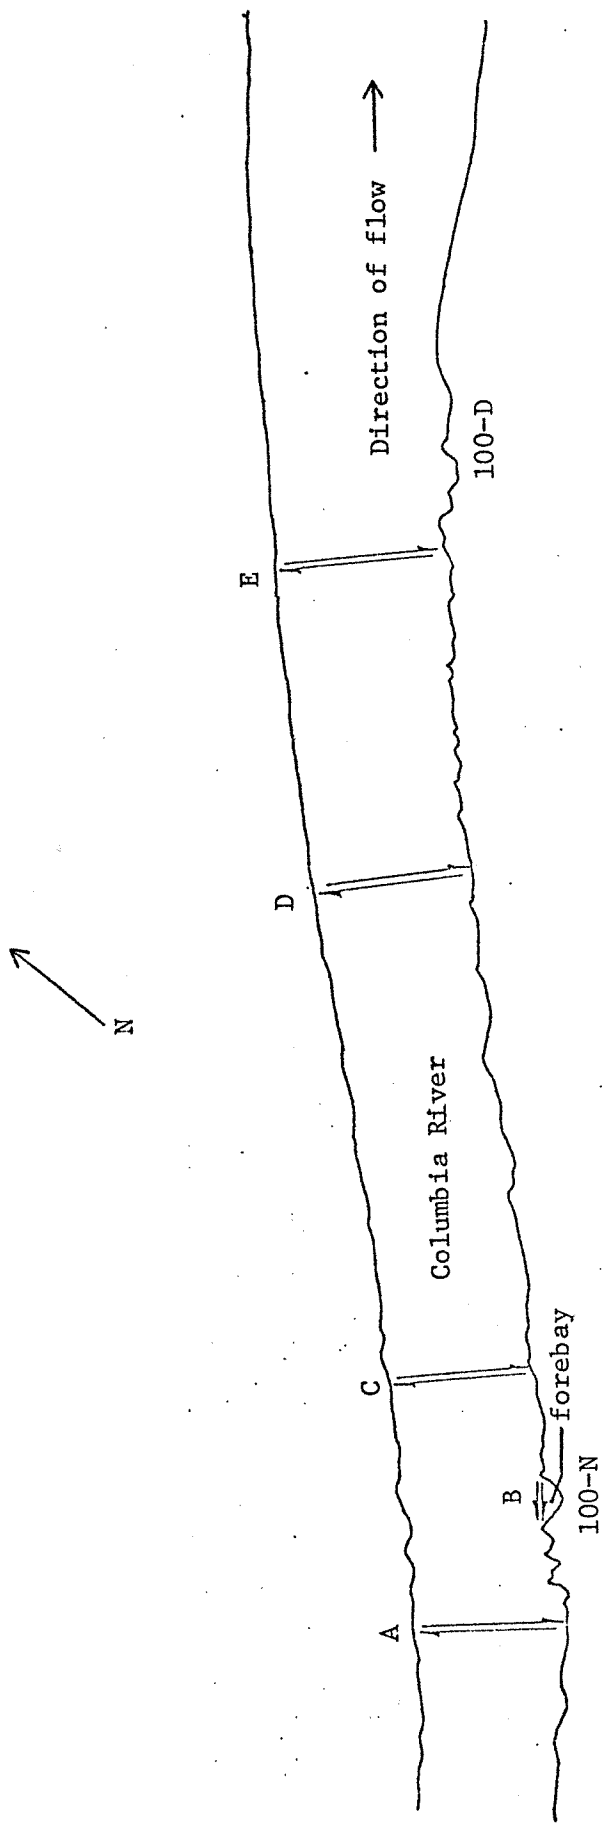 N
A
B
C
D
E
Columbia River
Direction of flow
forebay
100-N
100-D